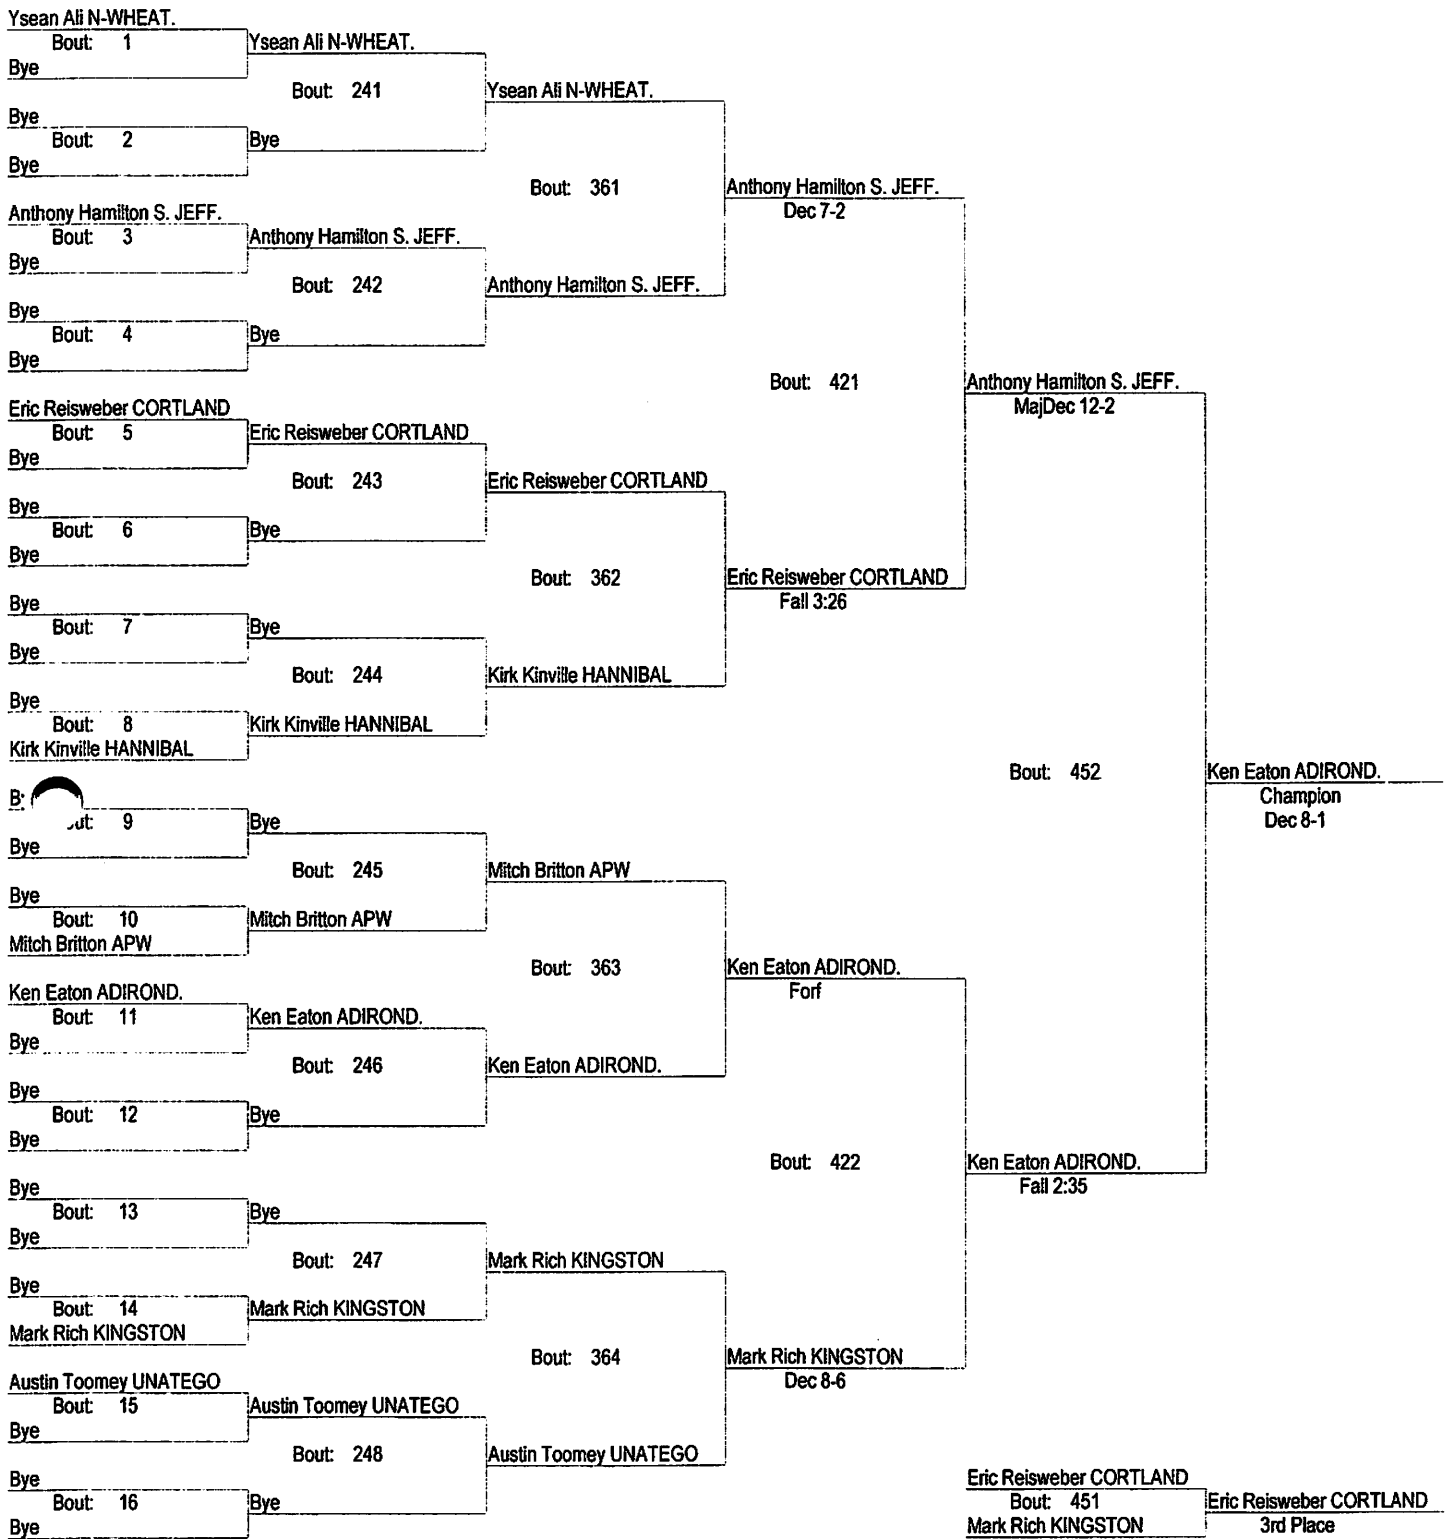 Ysean Ali N-WHEAT.
Bout: 1
Bye
Bye
Bout: 2
Bye
Anthony Hamilton S. JEFF.
Bout: 3
Bye
Bye
Bout: 4
Bye
Eric Reisweber CORTLAND
Bout: 5
Bye
Bye
Bout: 6
Bye
Bye
Bout: 7
Bye
Bye
Bout: 8
Kirk Kinville HANNIBAL
9
Bye
Bye
Bout: 10
Mitch Britton APW
Ken Eaton ADIROND.
Bout: 11
Bye
Bye
Bout: 12
Bye
Bye
Bout: 13
Bye
Bye
Bout: 14
Mark Rich KINGSTON
Austin Toomey UNATEGO
Bout: 15
Bye
Bye
Bout: 16
Bye
Ysean Ali N-WHEAT.
Bout: 241
Bye
Anthony Hamilton S. JEFF.
Bout: 242
Bye
Eric Reisweber CORTLAND
Bout: 243
Bye
Bye
Bout: 244
Kirk Kinville HANNIBAL
Bye
Bout: 245
Mitch Britton APW
Ken Eaton ADIROND.
Bout: 246
Bye
Bye
Bout: 247
Mark Rich KINGSTON
Austin Toomey UNATEGO
Bout: 248
Bye
Ysean Ali N-WHEAT.
Bout: 361
Anthony Hamilton S. JEFF.
Eric Reisweber CORTLAND
Bout: 362
Kirk Kinville HANNIBAL
Mitch Britton APW
Bout: 363
Ken Eaton ADIROND.
Mark Rich KINGSTON
Bout: 364
Austin Toomey UNATEGO
Anthony Hamilton S. JEFF.
Dec 7-2
Bout: 421
Eric Reisweber CORTLAND
Fall 3:26
Ken Eaton ADIROND.
Forf
Bout: 422
Mark Rich KINGSTON
Dec 8-6
Anthony Hamilton S. JEFF.
MajDec 12-2
Bout: 452
Ken Eaton ADIROND.
Fall 2:35
Ken Eaton ADIROND.
Champion
Dec 8-1
Eric Reisweber CORTLAND
Bout: 451
Mark Rich KINGSTON
Eric Reisweber CORTLAND
3rd Place